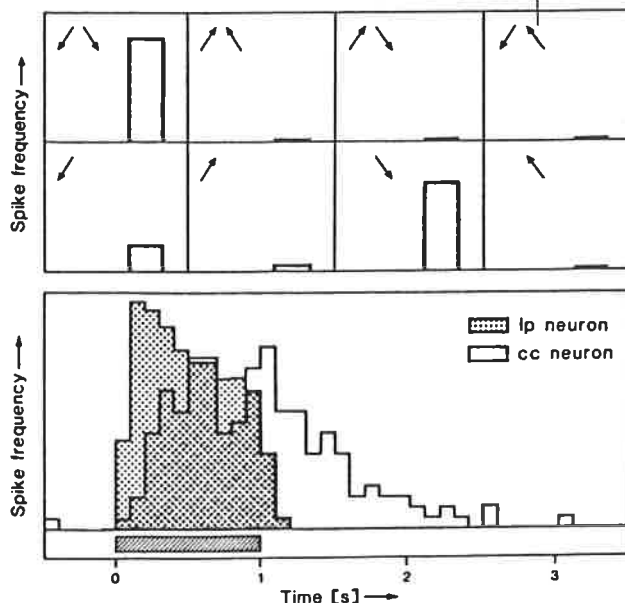 Spike frequency →
Spike frequency →
lp neuron
cc neuron
0 1 2 3
Time [s] →